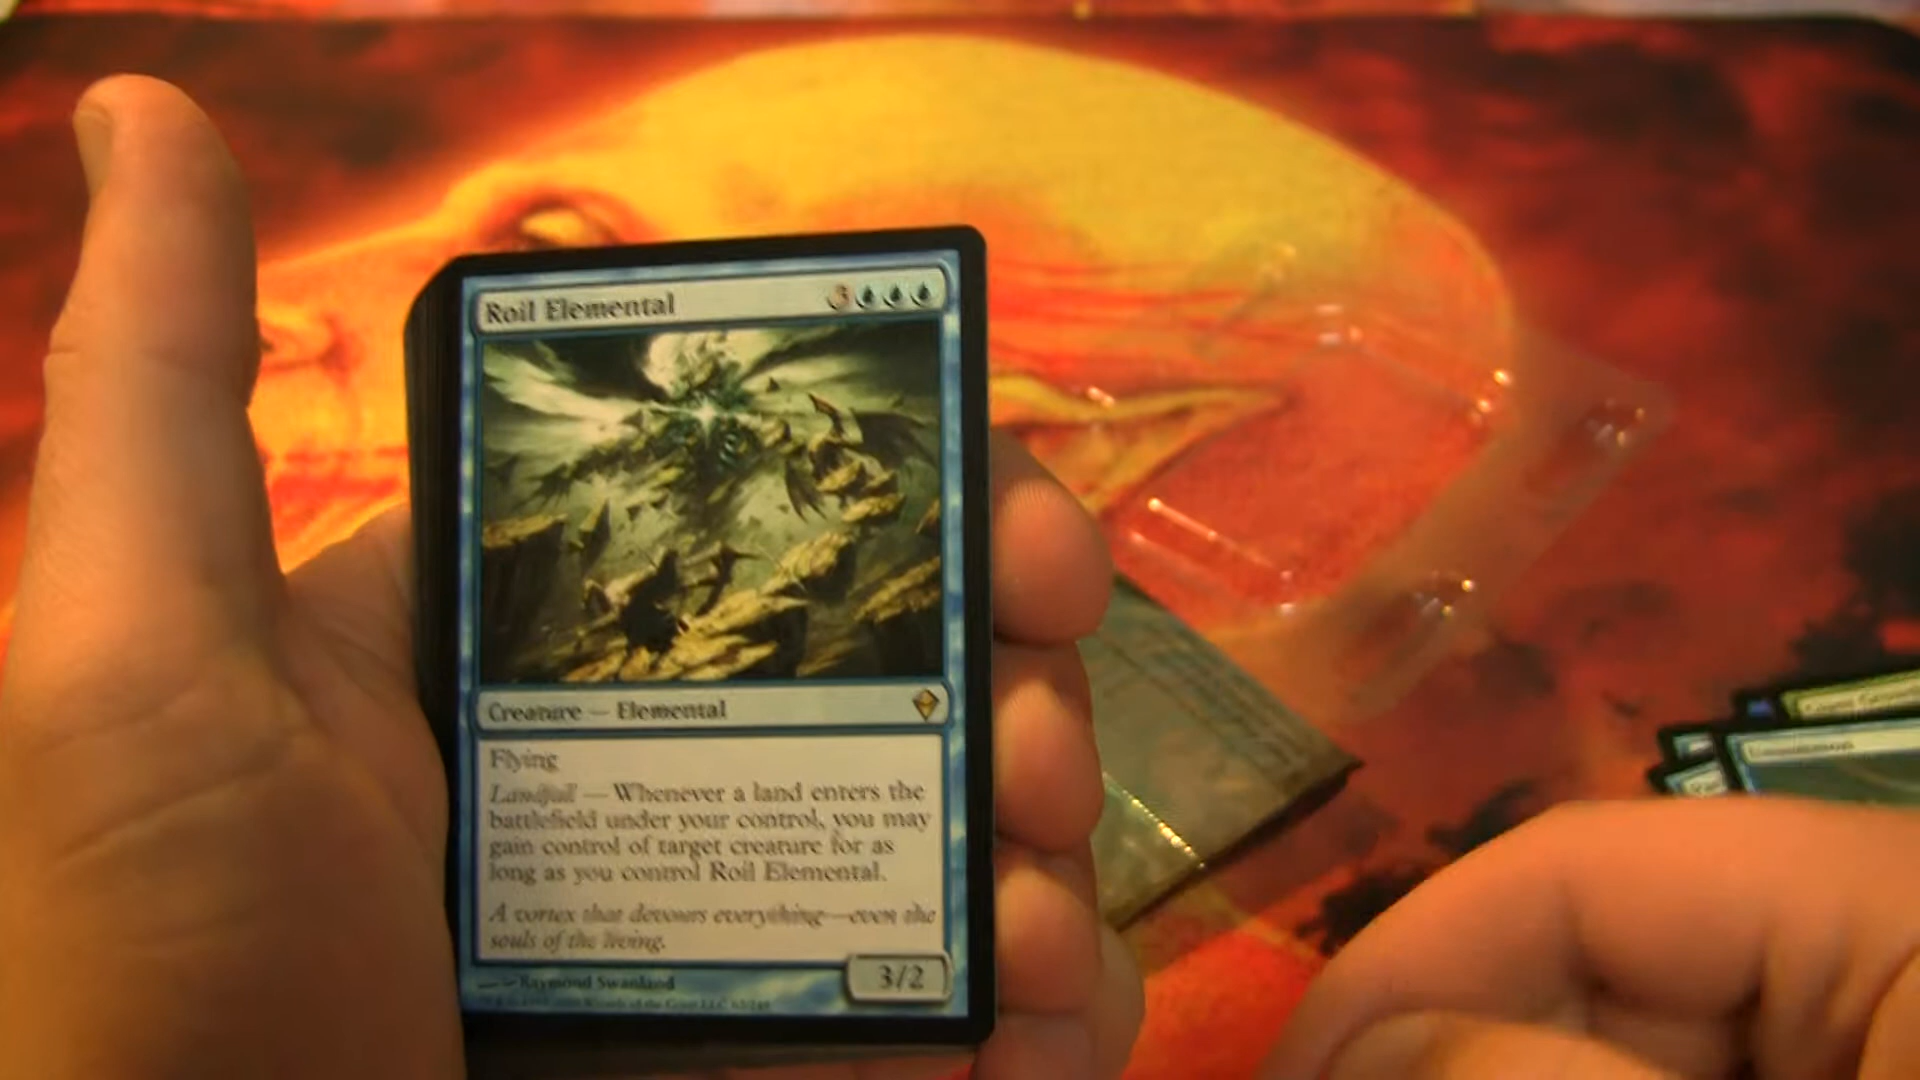 Roil Elemental
3
Creature — Elemental
Flying
Landfall — Whenever a land enters the
battlefield under your control, you may
gain control of target creature for as
long as you control Roil Elemental.
A vortex that devours everything—even the
souls of the living.
Raymond Swanland
3/2
Unsummon